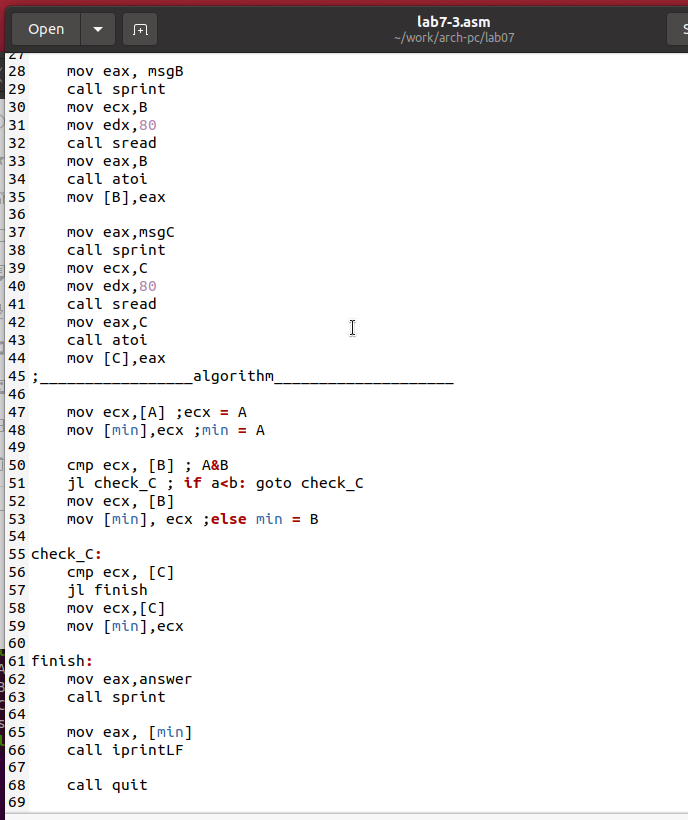 Open
lab7-3.asm
~/work/arch-pc/lab07
27
28 mov eax, msgB
29 call sprint
30 mov ecx,B
31 mov edx,80
32 call sread
33 mov eax,B
34 call atoi
35 mov [B],eax
36
37 mov eax,msgC
38 call sprint
39 mov ecx,C
40 mov edx,80
41 call sread
42 mov eax,C
43 call atoi
44 mov [C],eax
45 ;_________________algorithm____________________
46
47 mov ecx,[A] ;ecx = A
48 mov [min],ecx ;min = A
49
50 cmp ecx, [B] ; A&B
51 jl check_C ; if a<b: goto check_C
52 mov ecx, [B]
53 mov [min], ecx ;else min = B
54
55 check_C:
56 cmp ecx, [C]
57 jl finish
58 mov ecx,[C]
59 mov [min],ecx
60
61 finish:
62 mov eax,answer
63 call sprint
64
65 mov eax, [min]
66 call iprintLF
67
68 call quit
69